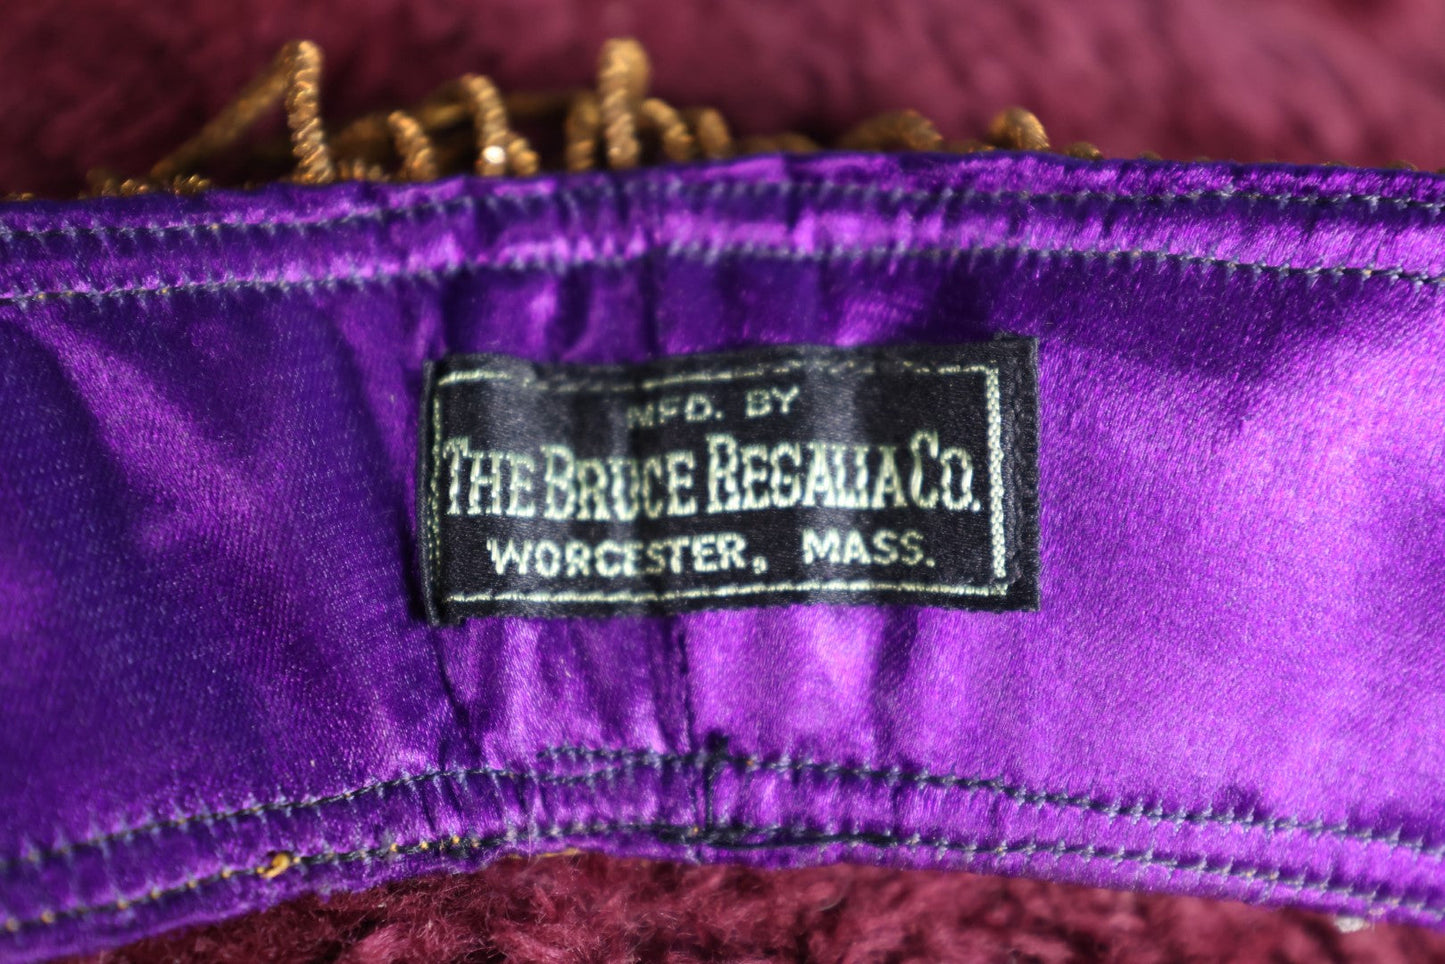 MFD. BY
THE BRUCE REGALIA CO.
WORCESTER, MASS.